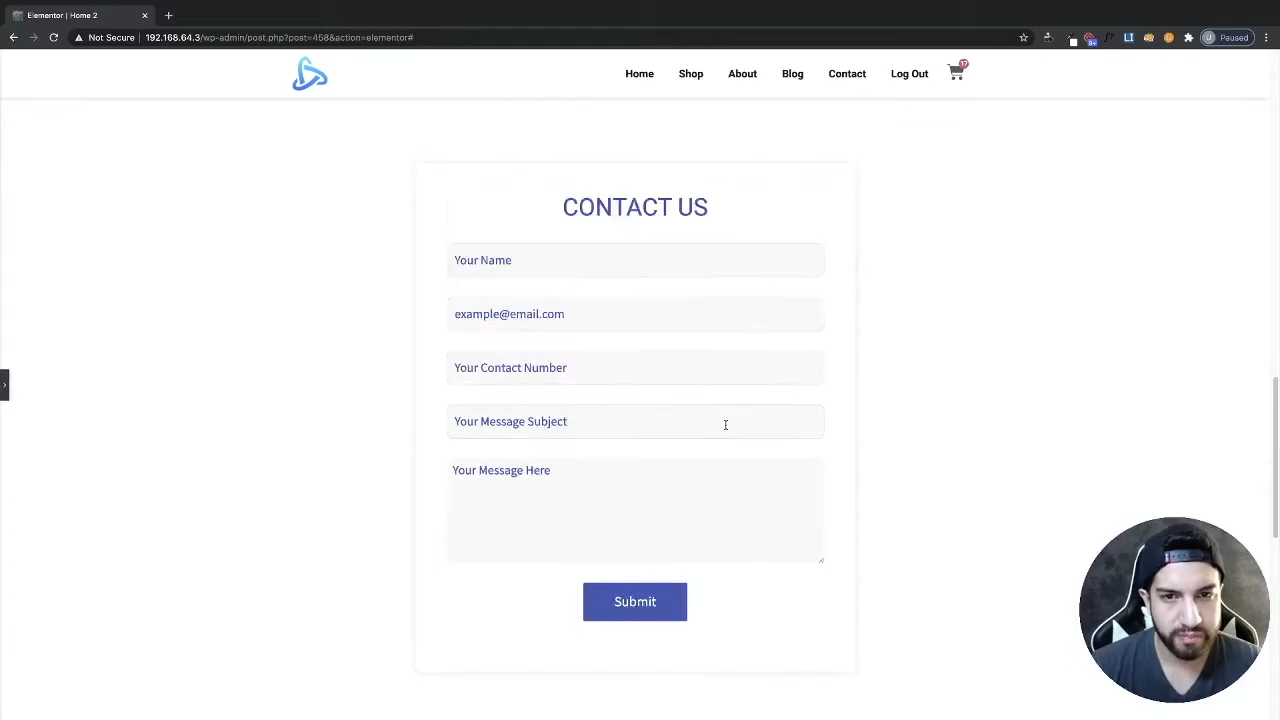 Elementor | Home 2
Not Secure
192.168.64.3/wp-admin/post.php?post=458&action=elementor#
Paused
Home
Shop
About
Blog
Contact
Log Out
17
CONTACT US
Your Name
example@email.com
Your Contact Number
Your Message Subject
Your Message Here
Submit